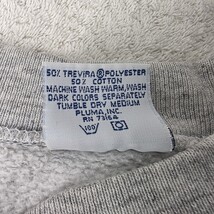 50% TREVIRA ® POLYESTER
50% COTTON
MACHINE WASH WARM, WASH
DARK COLORS SEPARATELY
TUMBLE DRY MEDIUM
PLUMA, INC.
RN 73164
100